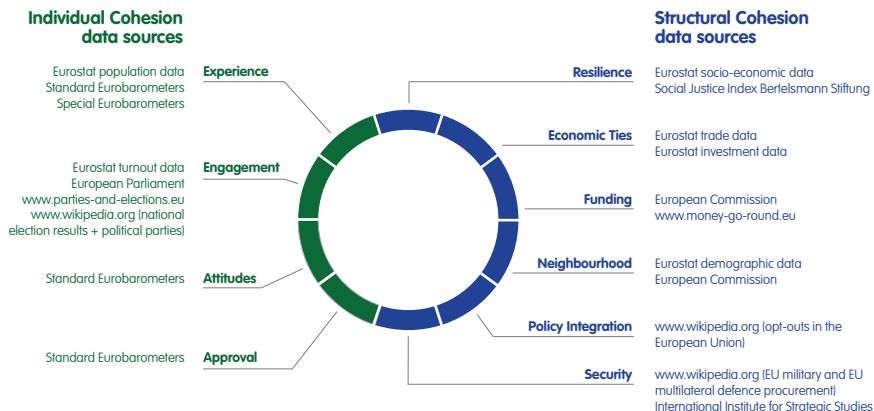 Individual Cohesion
data sources
Eurostat population data
Standard Eurobarometers
Special Eurobarometers
Experience
Eurostat turnout data
European Parliament
www.parties-and-elections.eu
www.wikipedia.org (national
election results + political parties)
Engagement
Standard Eurobarometers
Attitudes
Standard Eurobarometers
Approval
Structural Cohesion
data sources
Resilience
Eurostat socio-economic data
Social Justice Index Bertelsmann Stiftung
Economic Ties
Eurostat trade data
Eurostat investment data
Funding
European Commission
www.money-go-round.eu
Neighbourhood
Eurostat demographic data
European Commission
Policy Integration
www.wikipedia.org (opt-outs in the
European Union)
Security
www.wikipedia.org (EU military and EU
multilateral defence procurement)
International Institute for Strategic Studies